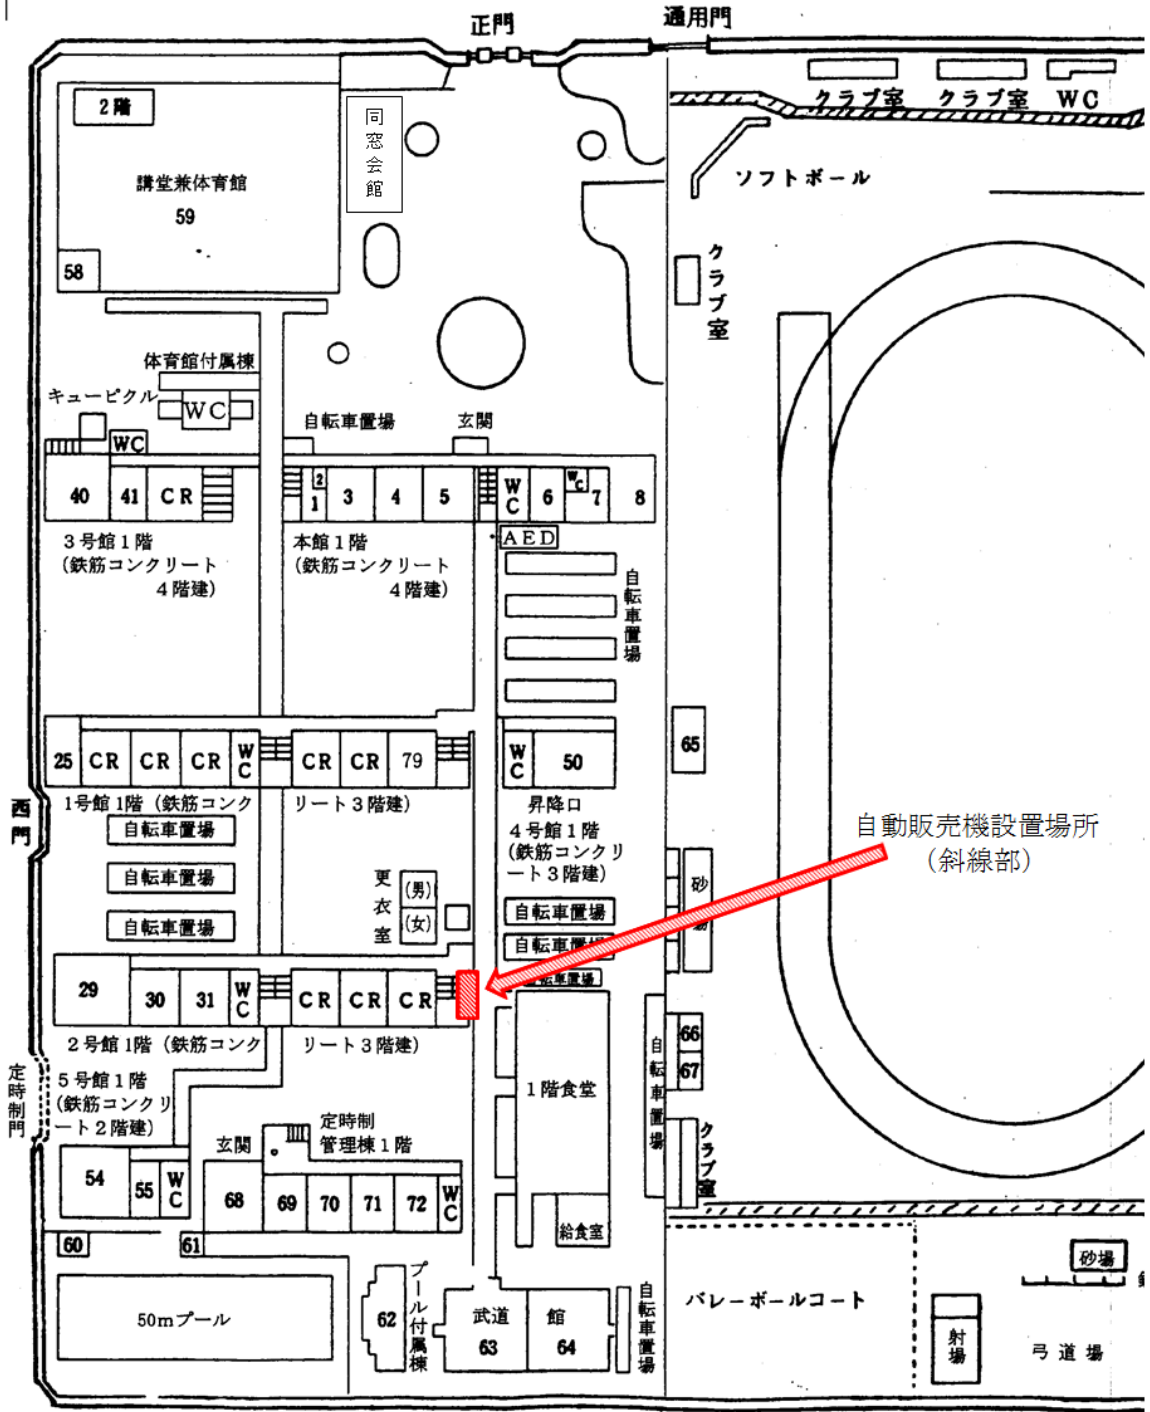 正門
通用門
クラブ室
クラブ室
WC
2階
同窓会館
講堂兼体育館
59
58
ソフトボール
クラブ室
体育館付属棟
キュービクル
WC
WC
自転車置場
玄関
40
41
CR
1
2
3
4
5
WC
6
WC
7
8
AED
3号館1階
(鉄筋コンクリート
4階建)
本館1階
(鉄筋コンクリート
4階建)
自転車置場
25
CR
CR
CR
WC
CR
CR
79
WC
50
65
西門
1号館1階(鉄筋コンクリート3階建)
昇降口
4号館1階
(鉄筋コンクリ
ート3階建)
自転車置場
自転車置場
自転車置場
更衣室
(男)
(女)
自転車置場
自転車置場
自転車置場
自動販売機設置場所
(斜線部)
砂場
29
30
31
WC
CR
CR
CR
2号館1階(鉄筋コンクリート3階建)
1階食堂
自転車置場
66
67
定時制門
5号館1階
(鉄筋コンクリ
ート2階建)
玄関
定時制
管理棟1階
クラブ室
54
55
WC
68
69
70
71
72
WC
給食室
60
61
50mプール
62
プール付属棟
武道館
63
64
自転車置場
バレーボールコート
砂場
射場
弓道場